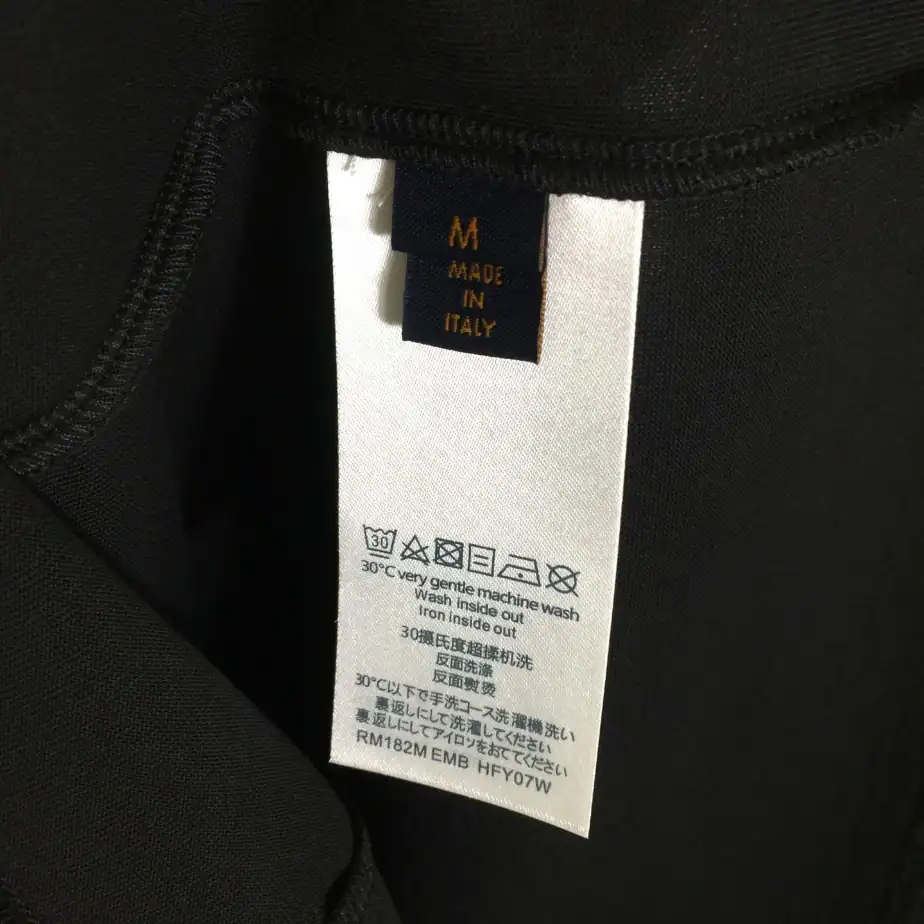 M
MADE
IN
ITALY
30
30°C very gentle machine wash
Wash inside out
Iron inside out
30摄氏度超揉机洗
反面洗涤
反面熨烫
30℃以下で手洗コース洗濯機洗い
裏返しにして洗濯してください
裏返しにしてアイロンをおててください
RM182M EMB HFY07W